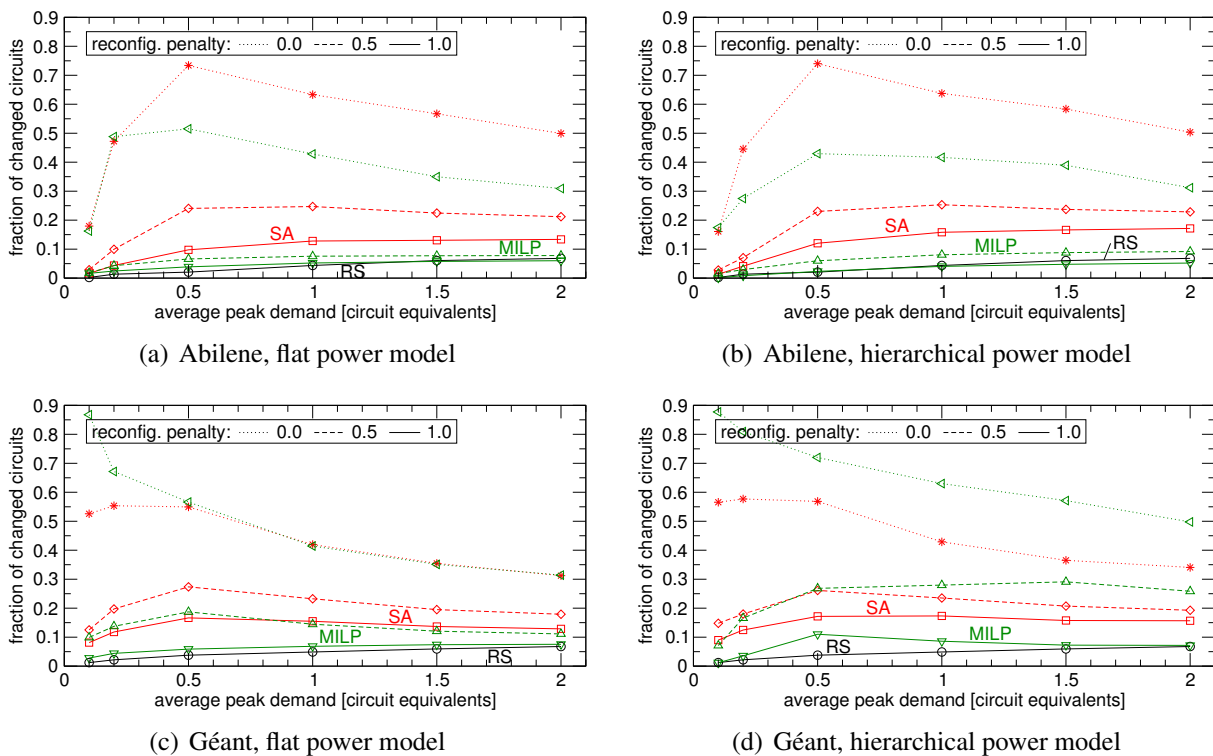 0.9
0.8
0.7
0.6
0.5
0.4
0.3
0.2
0.1
0
fraction of changed circuits
reconfig. penalty: 0.0 0.5 1.0
SA
MILP
RS
0 0.5 1 1.5 2
average peak demand [circuit equivalents]
(a) Abilene, flat power model
0.9
0.8
0.7
0.6
0.5
0.4
0.3
0.2
0.1
0
fraction of changed circuits
reconfig. penalty: 0.0 0.5 1.0
SA
MILP
RS
0 0.5 1 1.5 2
average peak demand [circuit equivalents]
(b) Abilene, hierarchical power model
0.9
0.8
0.7
0.6
0.5
0.4
0.3
0.2
0.1
0
fraction of changed circuits
reconfig. penalty: 0.0 0.5 1.0
SA
MILP
RS
0 0.5 1 1.5 2
average peak demand [circuit equivalents]
(c) Géant, flat power model
0.9
0.8
0.7
0.6
0.5
0.4
0.3
0.2
0.1
0
fraction of changed circuits
reconfig. penalty: 0.0 0.5 1.0
SA
MILP
RS
0 0.5 1 1.5 2
average peak demand [circuit equivalents]
(d) Géant, hierarchical power model